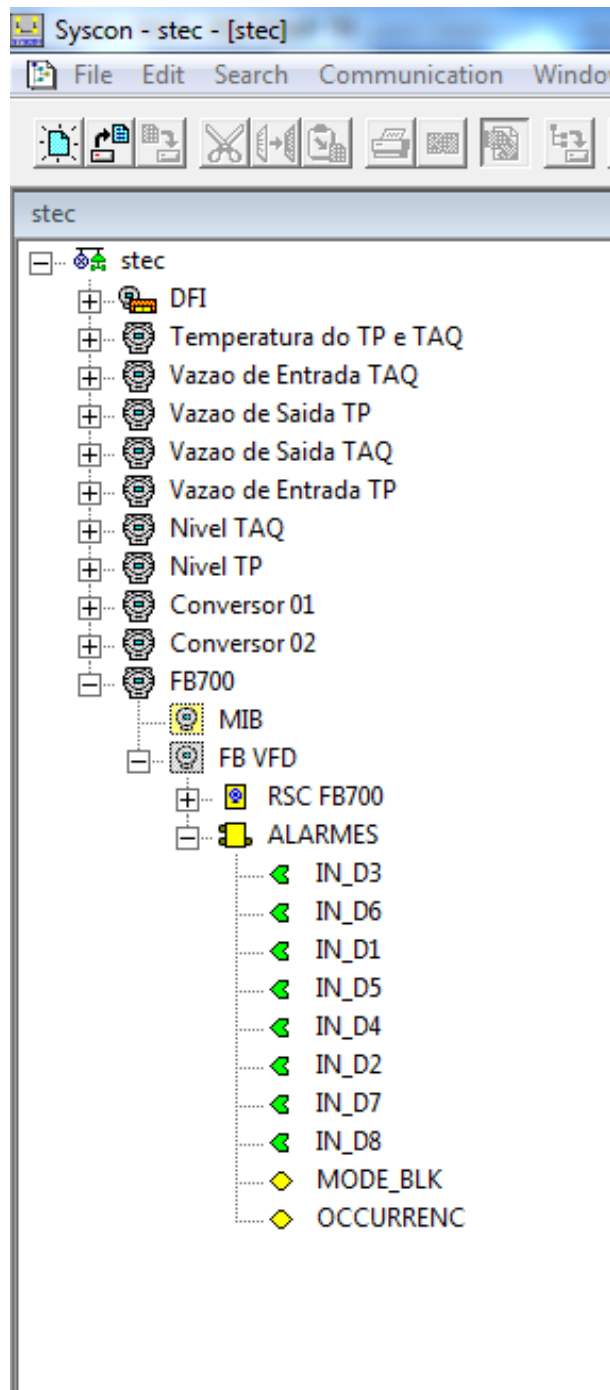 Syscon - stec - [stec]
File Edit Search Communication Windo
stec
stec
DFI
Temperatura do TP e TAQ
Vazao de Entrada TAQ
Vazao de Saida TP
Vazao de Saida TAQ
Vazao de Entrada TP
Nivel TAQ
Nivel TP
Conversor 01
Conversor 02
FB700
MIB
FB VFD
RSC FB700
ALARMES
IN_D3
IN_D6
IN_D1
IN_D5
IN_D4
IN_D2
IN_D7
IN_D8
MODE_BLK
OCCURRENC